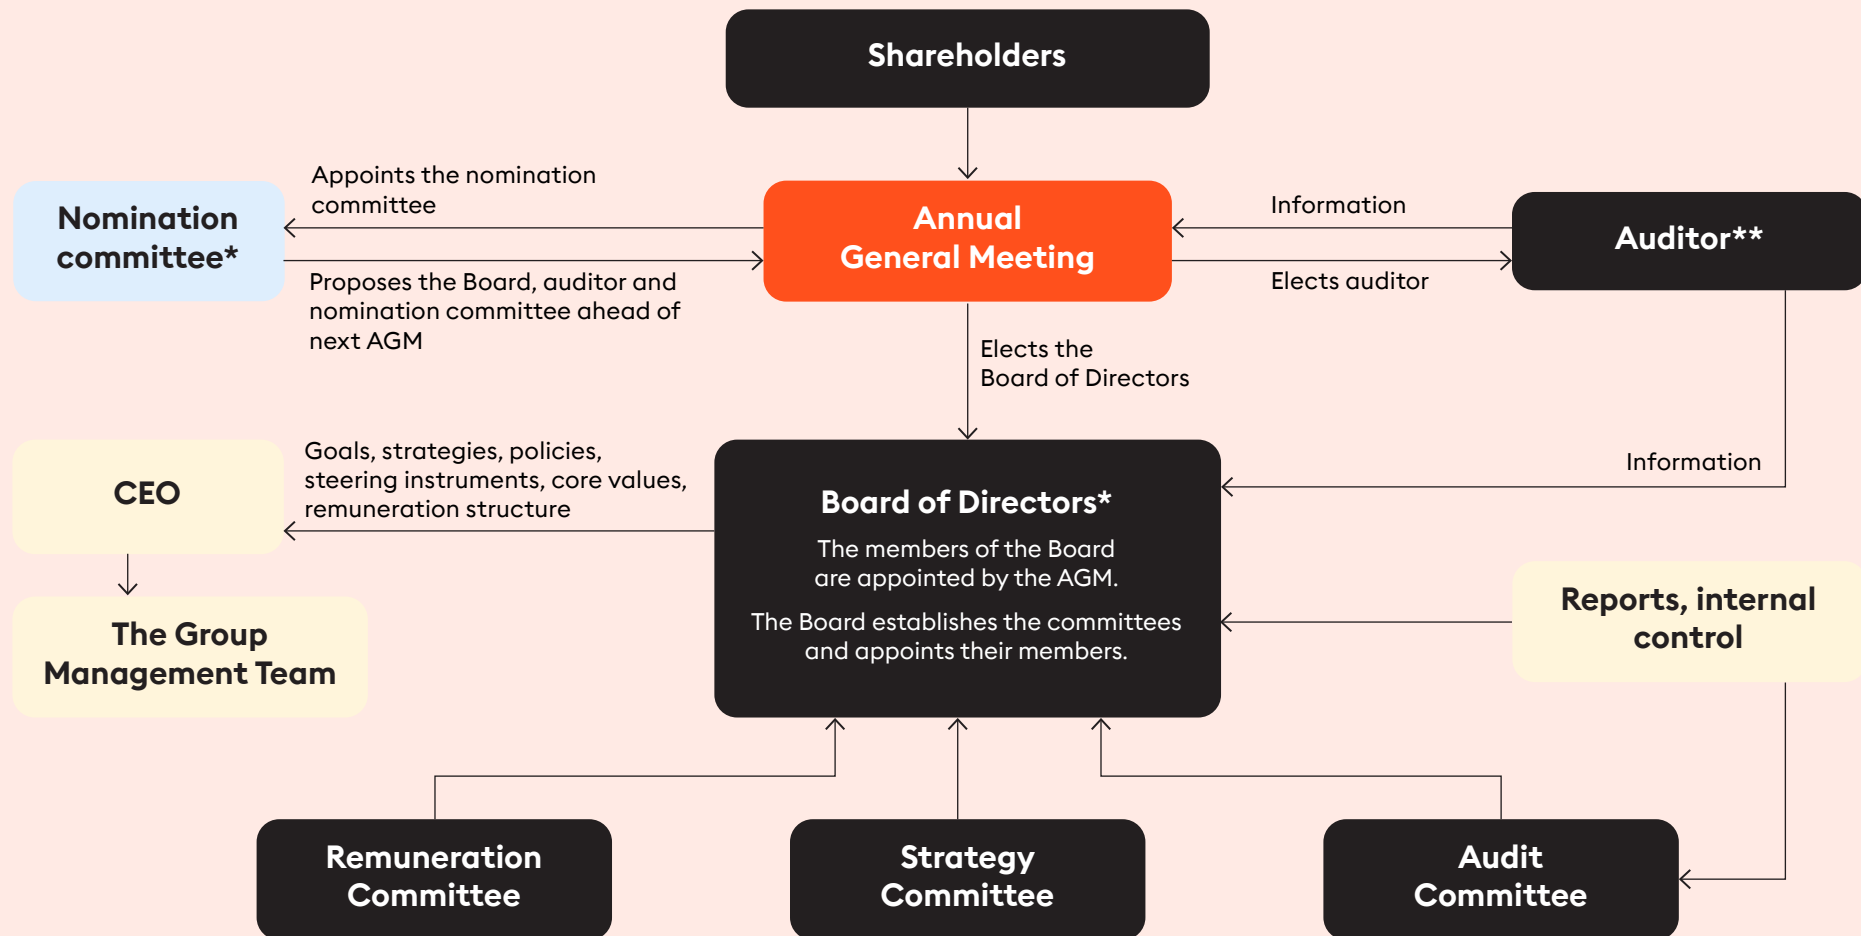 Shareholders
Appoints the nomination
committee
Nomination
committee*
Annual
General Meeting
Information
Auditor**
Proposes the Board, auditor and
nomination committee ahead of
next AGM
Elects auditor
Elects the
Board of Directors
Goals, strategies, policies,
steering instruments, core values,
remuneration structure
CEO
Information
Board of Directors*
The members of the Board
are appointed by the AGM.
The Board establishes the committees
and appoints their members.
The Group
Management Team
Reports, internal
control
Remuneration
Committee
Strategy
Committee
Audit
Committee